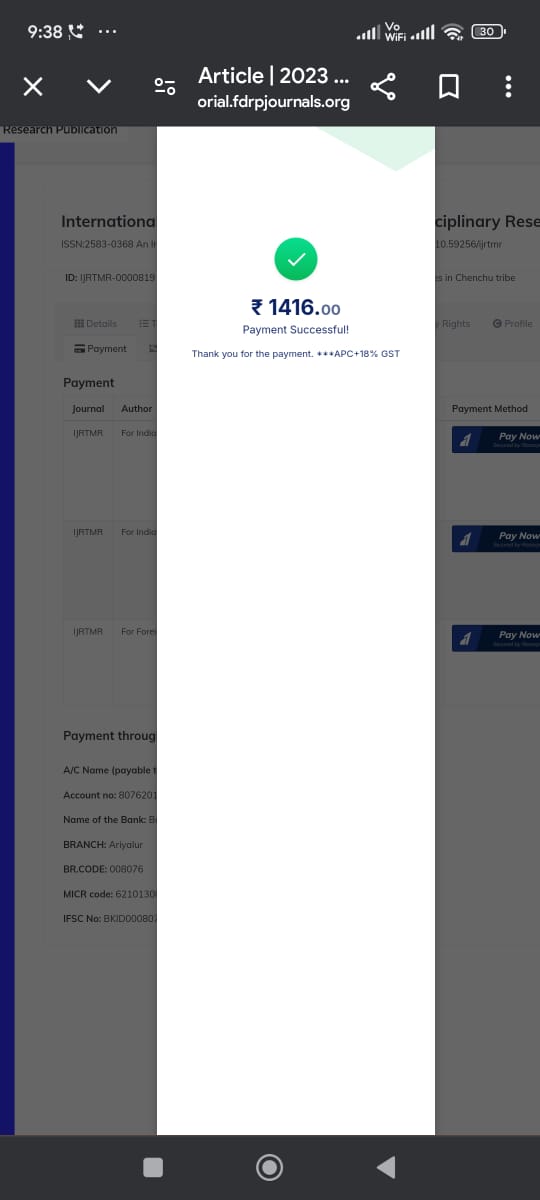 9:38
Vo
WiFi
30
Article | 2023 ...
orial.fdrpjournals.org
Research Publication
Internationa
ciplinary Rese
ISSN:2583-0368 An
10.59256/ijrtmr
ID: IJRTMR-0000819
s in Chenchu tribe
Details
Rights
Profile
Payment
Payment
Journal Author
Payment Method
IJRTMR For India
Pay Now
IJRTMR For India
Pay Now
IJRTMR For Forei
Pay Now
₹ 1416.00
Payment Successful!
Thank you for the payment. ***APC+18% GST
Payment throug
A/C Name (payable t
Account no: 8076201
Name of the Bank: B
BRANCH: Ariyalur
BR.CODE: 008076
MICR code: 6210130
IFSC No: BKID000807